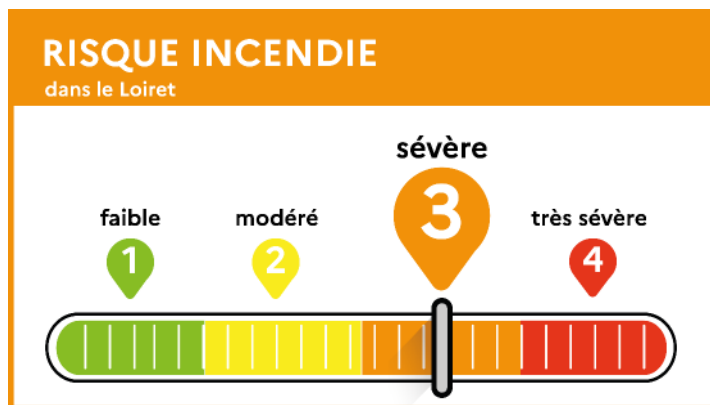 RISQUE INCENDIE
dans le Loiret
sévère
3
faible
modéré
très sévère
1
2
4